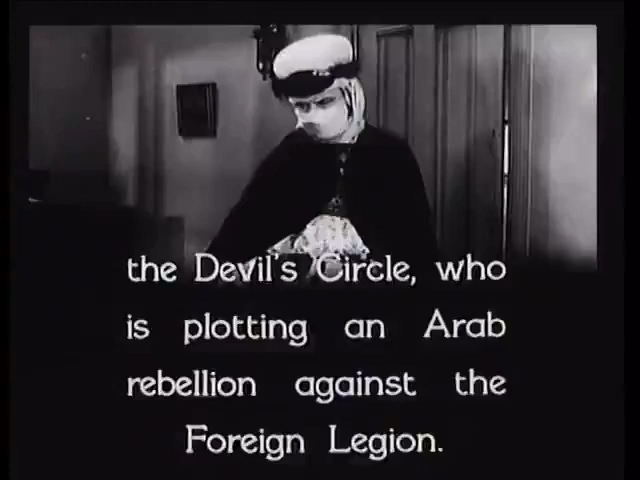 the Devil's Circle, who
is plotting an Arab
rebellion against the
Foreign Legion.